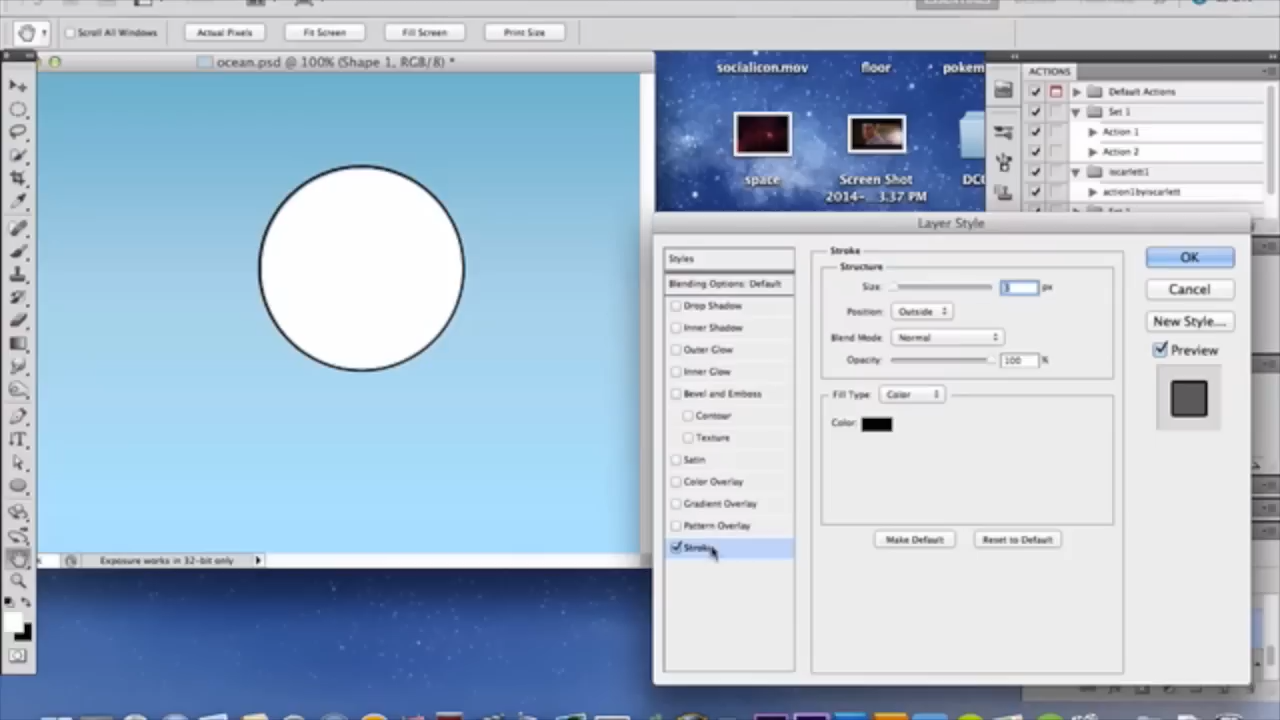 Scroll All Windows
Actual Pixels
Fit Screen
Fill Screen
Print Size
ocean.psd @ 100% (Shape 1, RGB/8) *
socialicon.mov
floor
pokem
space
Screen Shot
2014-... 3.37 PM
DC
ACTIONS
Default Actions
Set 1
Action 1
Action 2
iscarlett1
action1byiscarlett
Layer Style
Styles
Blending Options: Default
Drop Shadow
Inner Shadow
Outer Glow
Inner Glow
Bevel and Emboss
Contour
Texture
Satin
Color Overlay
Gradient Overlay
Pattern Overlay
Stroke
Stroke
Structure
Size:
px
Position: Outside
Blend Mode: Normal
Opacity: 100 %
Fill Type: Color
Color:
Make Default
Reset to Default
OK
Cancel
New Style...
Preview
Exposure works in 32-bit only